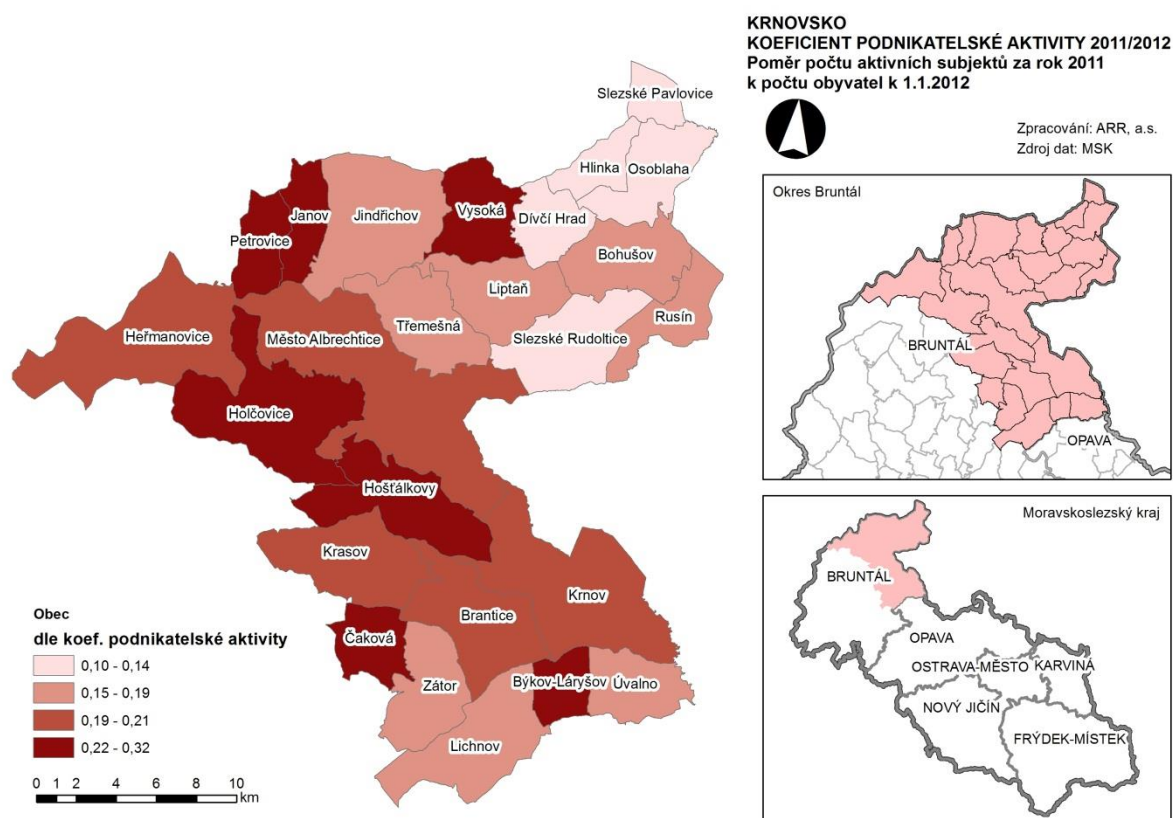 KRNOVSKO
KOEFICIENT PODNIKATELSKÉ AKTIVITY 2011/2012
Poměr počtu aktivních subjektů za rok 2011
k počtu obyvatel k 1.1.2012
Zpracování: ARR, a.s.
Zdroj dat: MSK
Slezské Pavlovice
Hlinka
Osoblaha
Petrovice
Janov
Jindřichov
Vysoká
Dívčí Hrad
Bohušov
Liptaň
Rusín
Heřmanovice
Město Albrechtice
Třemešná
Slezské Rudoltice
Holčovice
Hošťálkovy
Krasov
Krnov
Brantice
Čaková
Zátor
Býkov-Láryšov
Úvalno
Lichnov
Obec
dle koef. podnikatelské aktivity
0,10 - 0,14
0,15 - 0,19
0,19 - 0,21
0,22 - 0,32
0 1 2 4 6 8 10
km
Okres Bruntál
BRUNTÁL
OPAVA
Moravskoslezský kraj
BRUNTÁL
OPAVA
OSTRAVA-MĚSTO
KARVINÁ
NOVÝ JIČÍN
FRÝDEK-MÍSTEK